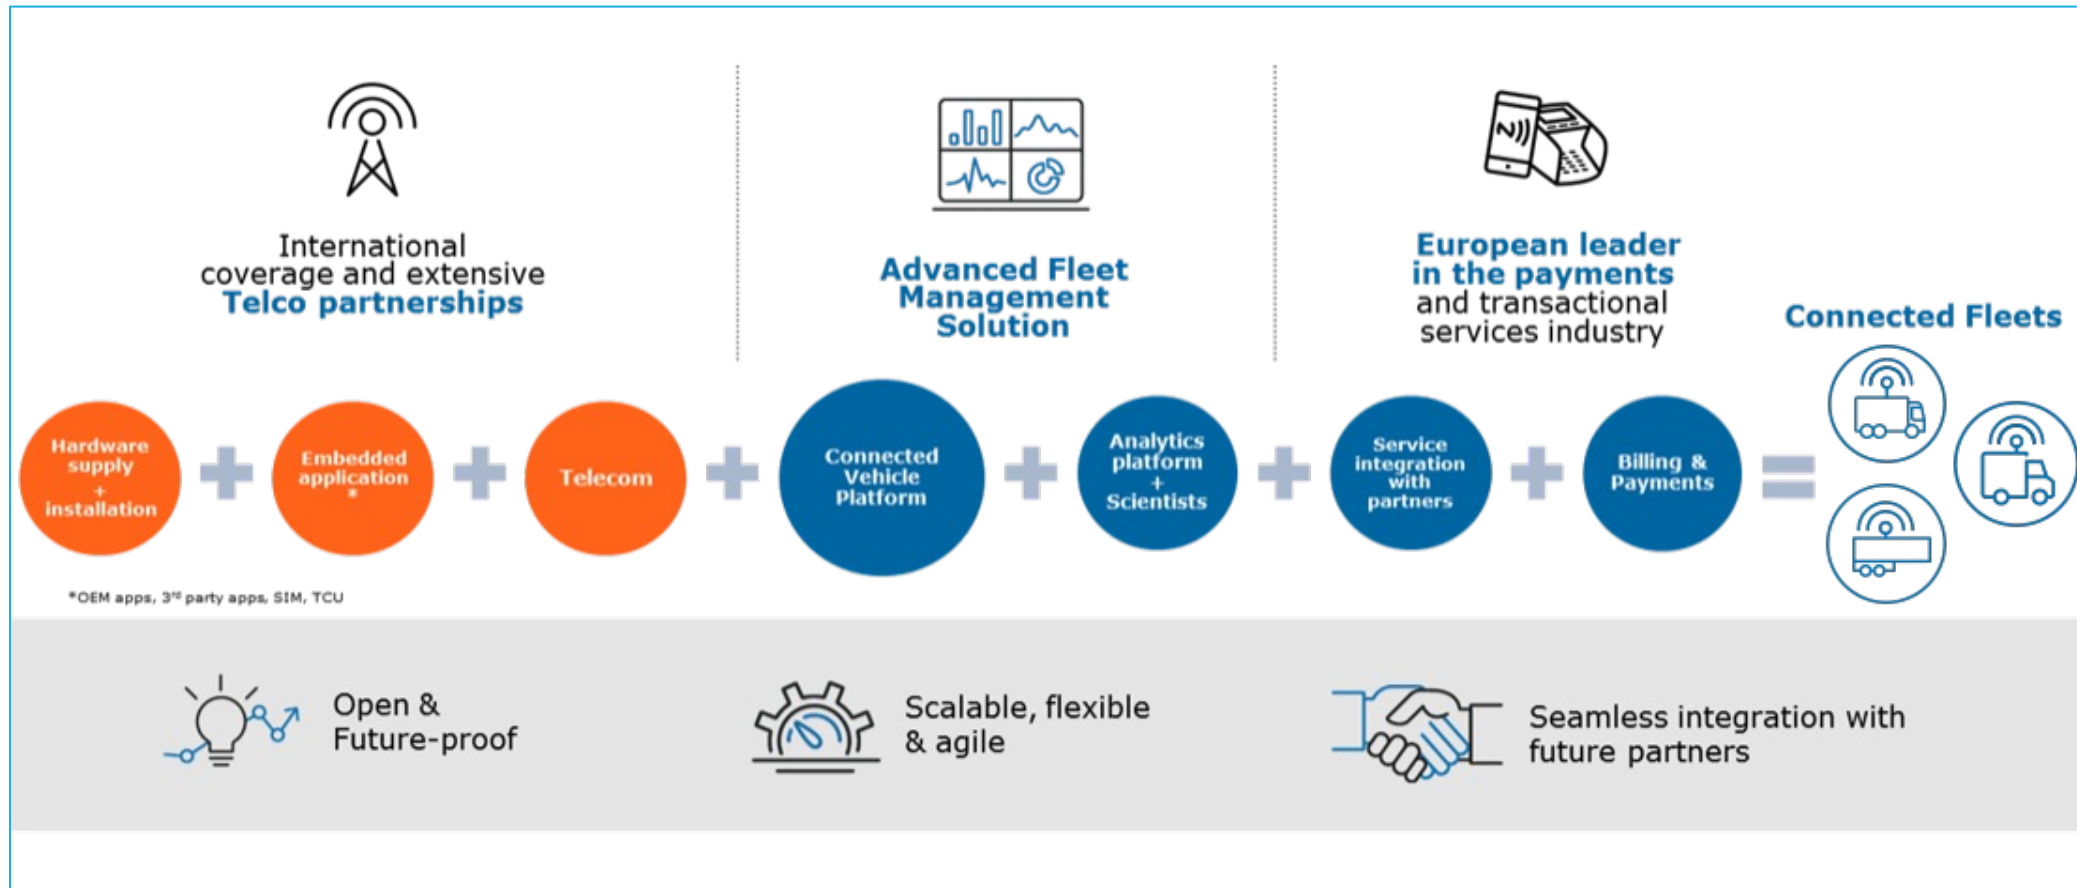 International
coverage and extensive
Telco partnerships
Advanced Fleet
Management
Solution
European leader
in the payments
and transactional
services industry
Connected Fleets
Hardware
supply
+
installation
Embedded
application
*
Telecom
Connected
Vehicle
Platform
Analytics
platform
+
Scientists
Service
integration
with
partners
Billing &
Payments
*OEM apps, 3rd party apps, SIM, TCU
Open &
Future-proof
Scalable, flexible
& agile
Seamless integration with
future partners